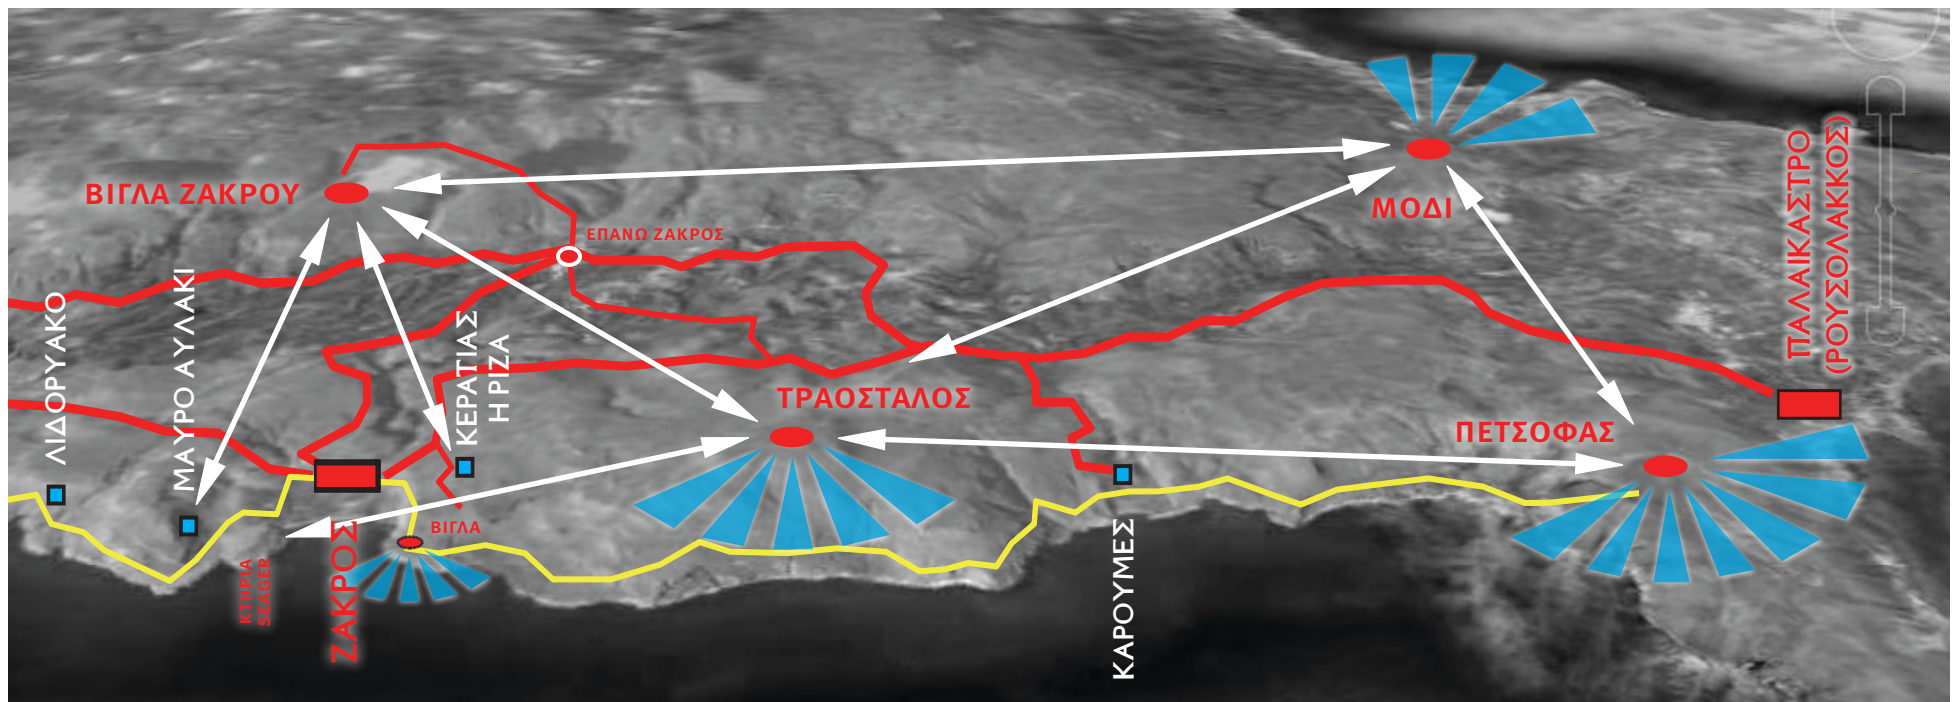 ΒΙΓΛΑ ΖΑΚΡΟΥ
ΕΠΑΝΩ ΖΑΚΡΟΣ
ΜΟΔΙ
ΠΑΛΑΙΚΑΣΤΡΟ
(ΡΟΥΣΟΛΑΚΚΟΣ)
ΛΙΔΟΡΥΑΚΟ
ΜΑΥΡΟ ΑΥΛΑΚΙ
ΚΕΡΑΤΙΑΣ
Η ΡΙΖΑ
ΤΡΑΟΣΤΑΛΟΣ
ΠΕΤΣΟΦΑΣ
ΒΙΓΛΑ
ΚΤΗΡΙΑ
SEAGER
ΖΑΚΡΟΣ
ΚΑΡΟΥΜΕΣ